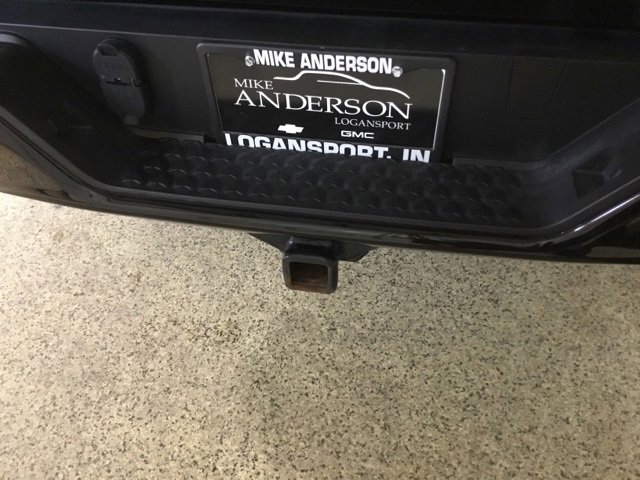 MIKE ANDERSON
MIKE
ANDERSON
LOGANSPORT
GMC
LOGANSPORT, IN